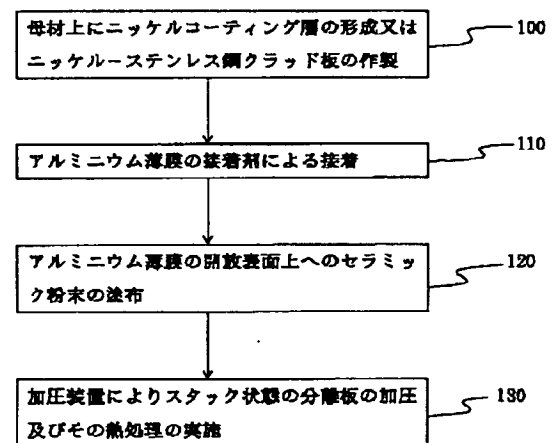 母材上にニッケルコーティング層の形成又は
ニッケルーステンレス鋼クラッド板の作製
100
アルミニウム薄膜の接着剤による接着
110
アルミニウム薄膜の開放表面上へのセラミッ
ク粉末の塗布
120
加圧装置によりスタック状態の分離板の加圧
及びその熱処理の実施
130